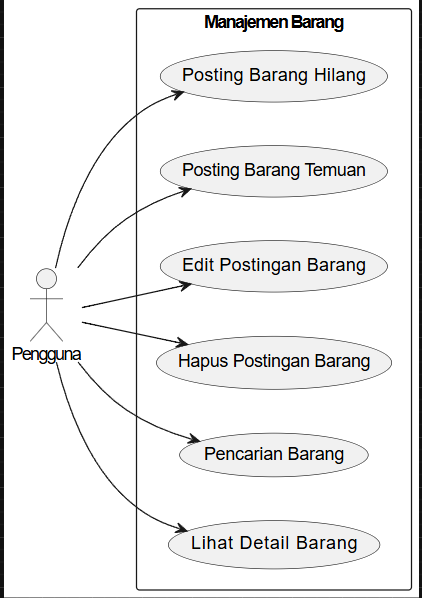 Manajemen Barang
Posting Barang Hilang
Posting Barang Temuan
Edit Postingan Barang
Hapus Postingan Barang
Pengguna
Pencarian Barang
Lihat Detail Barang